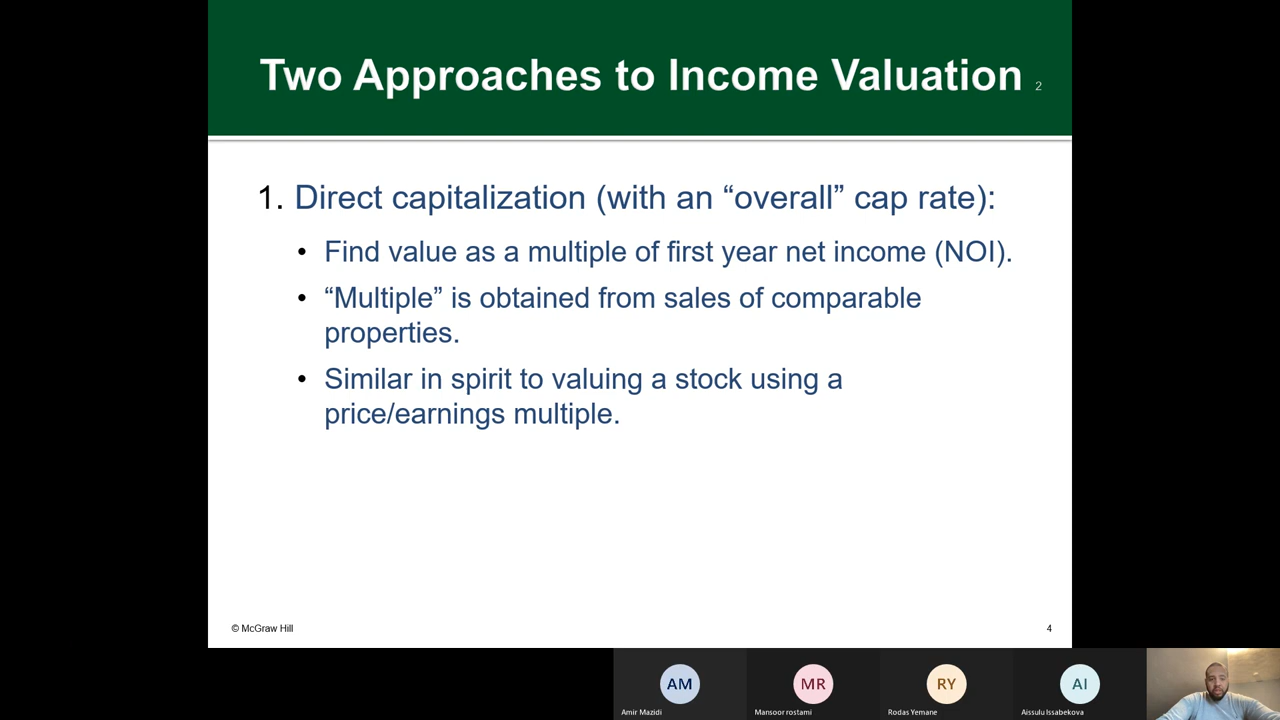 Two Approaches to Income Valuation 2
1. Direct capitalization (with an “overall” cap rate):
• Find value as a multiple of first year net income (NOI).
• “Multiple” is obtained from sales of comparable
properties.
• Similar in spirit to valuing a stock using a
price/earnings multiple.
© McGraw Hill
4
AM
MR
RY
AI
Amir Mazidi
Mansoor rostami
Rodas Yemane
Aissulu Issabekova